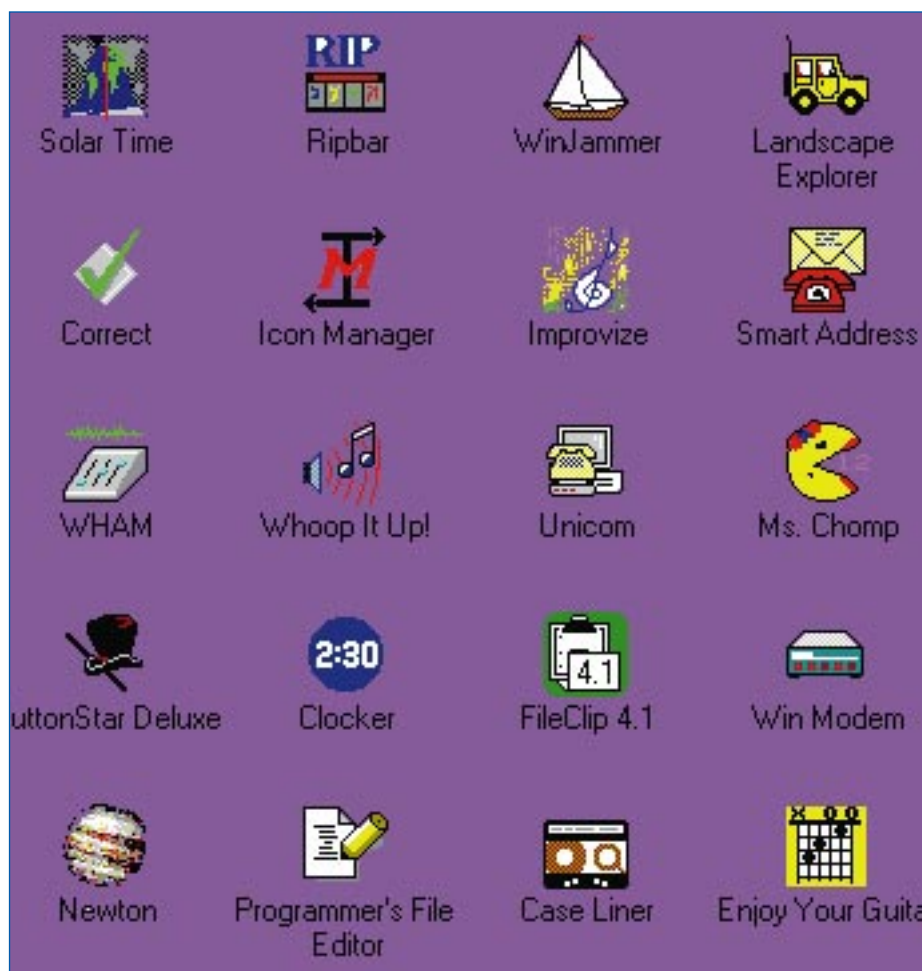 RIP
Solar Time Ripbar WinJammer Landscape
Explorer
M
Correct Icon Manager Improvize Smart Address
WHAM Whoop It Up! Unicom Ms. Chomp
2:30
4.1
uttonStar Deluxe Clocker FileClip 4.1 Win Modem
X O O
Newton Programmer's File Case Liner Enjoy Your Guita
Editor